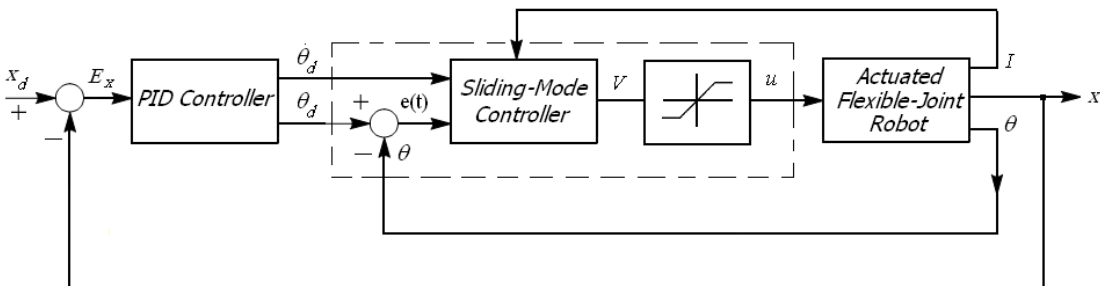 x_d
+
−
E_x
PID Controller
θ̇_d
θ_d
+
−
e(t)
θ
Sliding-Mode
Controller
V
u
Actuated
Flexible-Joint
Robot
I
x
θ